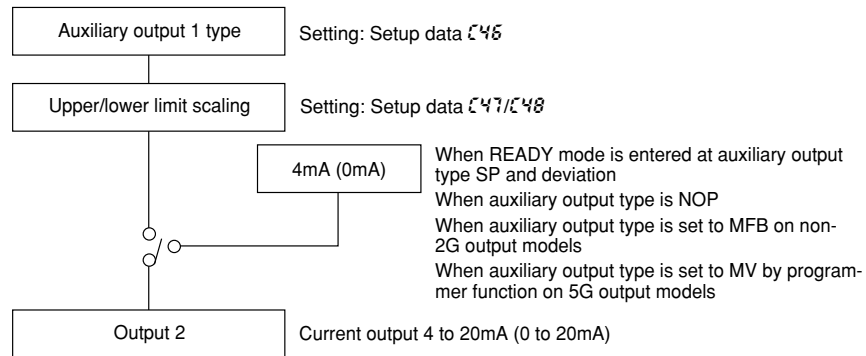 Auxiliary output 1 type
Setting: Setup data C46
Upper/lower limit scaling
Setting: Setup data C47/C48
4mA (0mA)
When READY mode is entered at auxiliary output
type SP and deviation
When auxiliary output type is NOP
When auxiliary output type is set to MFB on non-
2G output models
When auxiliary output type is set to MV by program-
mer function on 5G output models
Output 2
Current output 4 to 20mA (0 to 20mA)